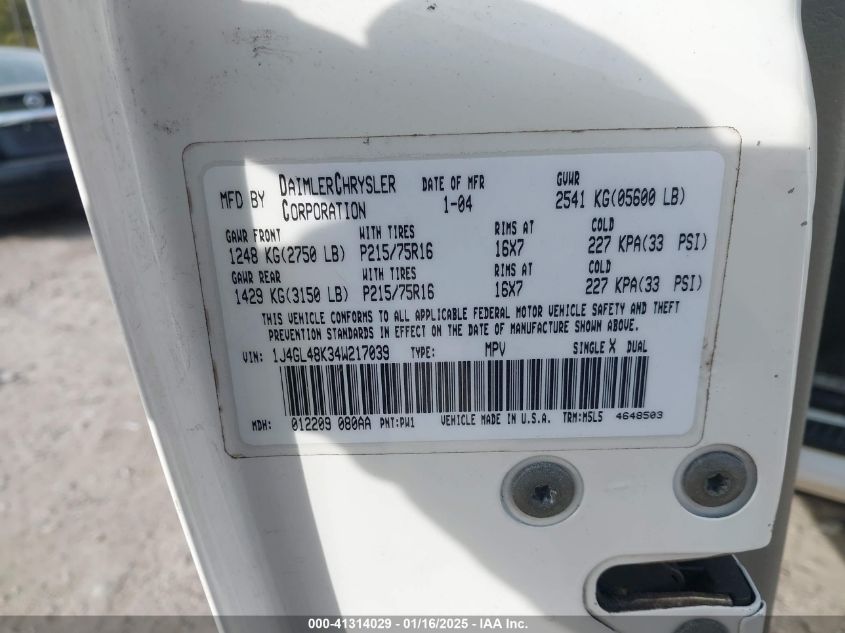 MFD BY DAIMLERCHRYSLER CORPORATION DATE OF MFR 1-04 GVWR 2541 KG(05600 LB)
GAWR FRONT WITH TIRES RIMS AT COLD
1248 KG(2750 LB) P215/75R16 16X7 227 KPA(33 PSI)
GAWR REAR WITH TIRES RIMS AT COLD
1429 KG(3150 LB) P215/75R16 16X7 227 KPA(33 PSI)
THIS VEHICLE CONFORMS TO ALL APPLICABLE FEDERAL MOTOR VEHICLE SAFETY AND THEFT
PREVENTION STANDARDS IN EFFECT ON THE DATE OF MANUFACTURE SHOWN ABOVE.
VIN: 1J4GL48K34W217039 TYPE: MPV SINGLE X DUAL
MDH: 012209 080AA PNT:PW1 VEHICLE MADE IN U.S.A. TRM:M5L5 4648503
000-41314029 - 01/16/2025 - IAA Inc.